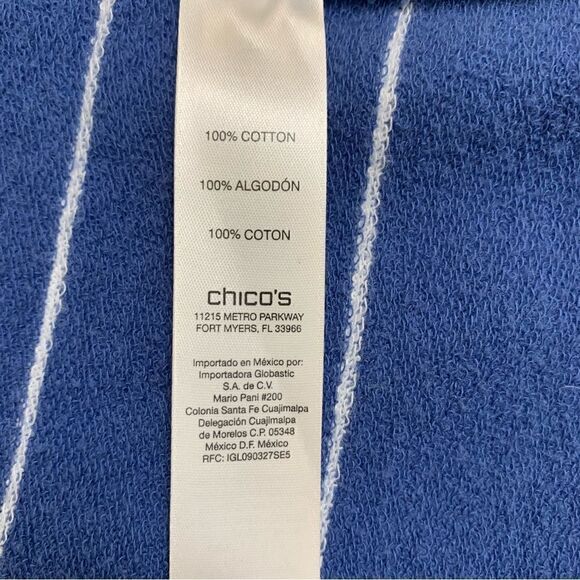 100% COTTON
100% ALGODÓN
100% COTON
chico's
11215 METRO PARKWAY
FORT MYERS, FL 33966
Importado en México por:
Importadora Globastic
S.A. de C.V.
Mario Pani #200
Colonia Santa Fe Cuajimalpa
Delegación Cuajimalpa
de Morelos C.P. 05348
México D.F. México
RFC: IGL090327SE5